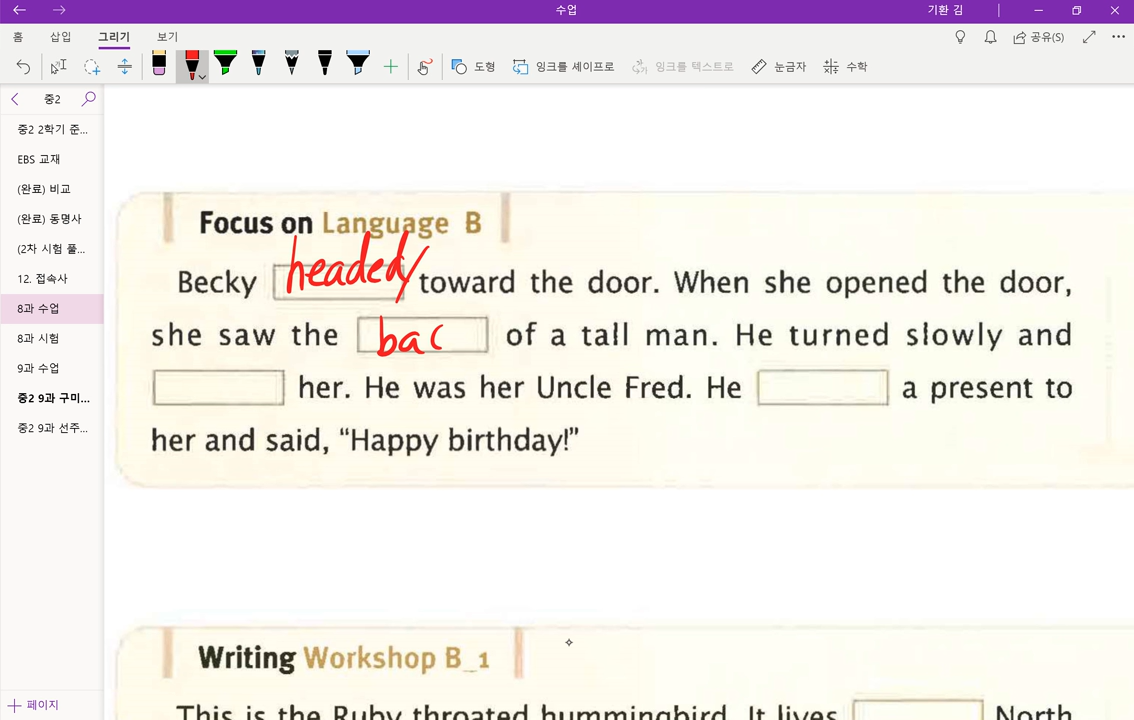 수업
기환 김
홈 삽입 그리기 보기
공유(S)
도형 잉크를 셰이프로 잉크를 텍스트로 눈금자 수학
중2
중2 2학기 준...
EBS 교재
(완료) 비교
(완료) 동명사
(2차 시험 풀...
12. 접속사
8과 수업
8과 시험
9과 수업
중2 9과 구미...
중2 9과 선주...
페이지
Focus on Language B
Becky headed toward the door. When she opened the door,
she saw the bac of a tall man. He turned slowly and
her. He was her Uncle Fred. He a present to
her and said, “Happy birthday!”
Writing Workshop B_1
This is the Ruby throated hummingbird. It lives North